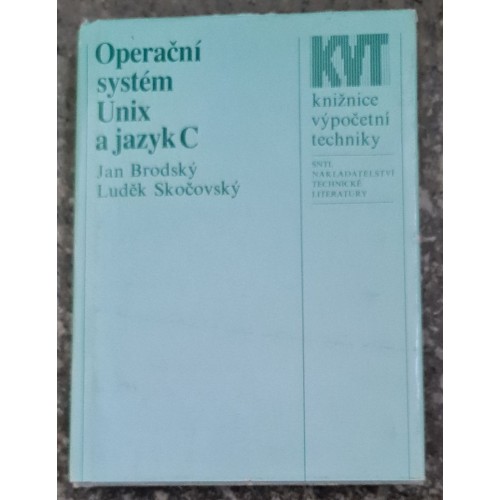 Operační
systém
Unix
a jazyk C
Jan Brodský
Luděk Skočovský
KVT
knižnice
výpočetní
techniky
SNTL
NAKLADATELSTVÍ
TECHNICKÉ
LITERATURY